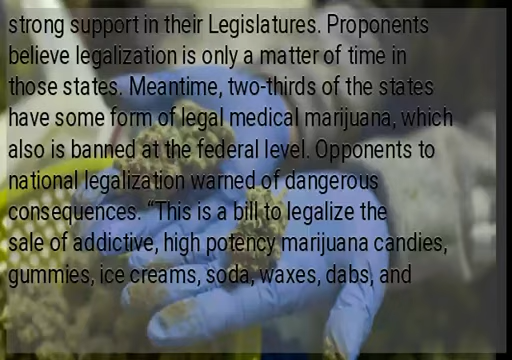 strong support in their Legislatures. Proponents
believe legalization is only a matter of time in
those states. Meantime, two-thirds of the states
have some form of legal medical marijuana, which
also is banned at the federal level. Opponents to
national legalization warned of dangerous
consequences. “This is a bill to legalize the
sale of addictive, high potency marijuana candies,
gummies, ice creams, soda, waxes, dabs, and